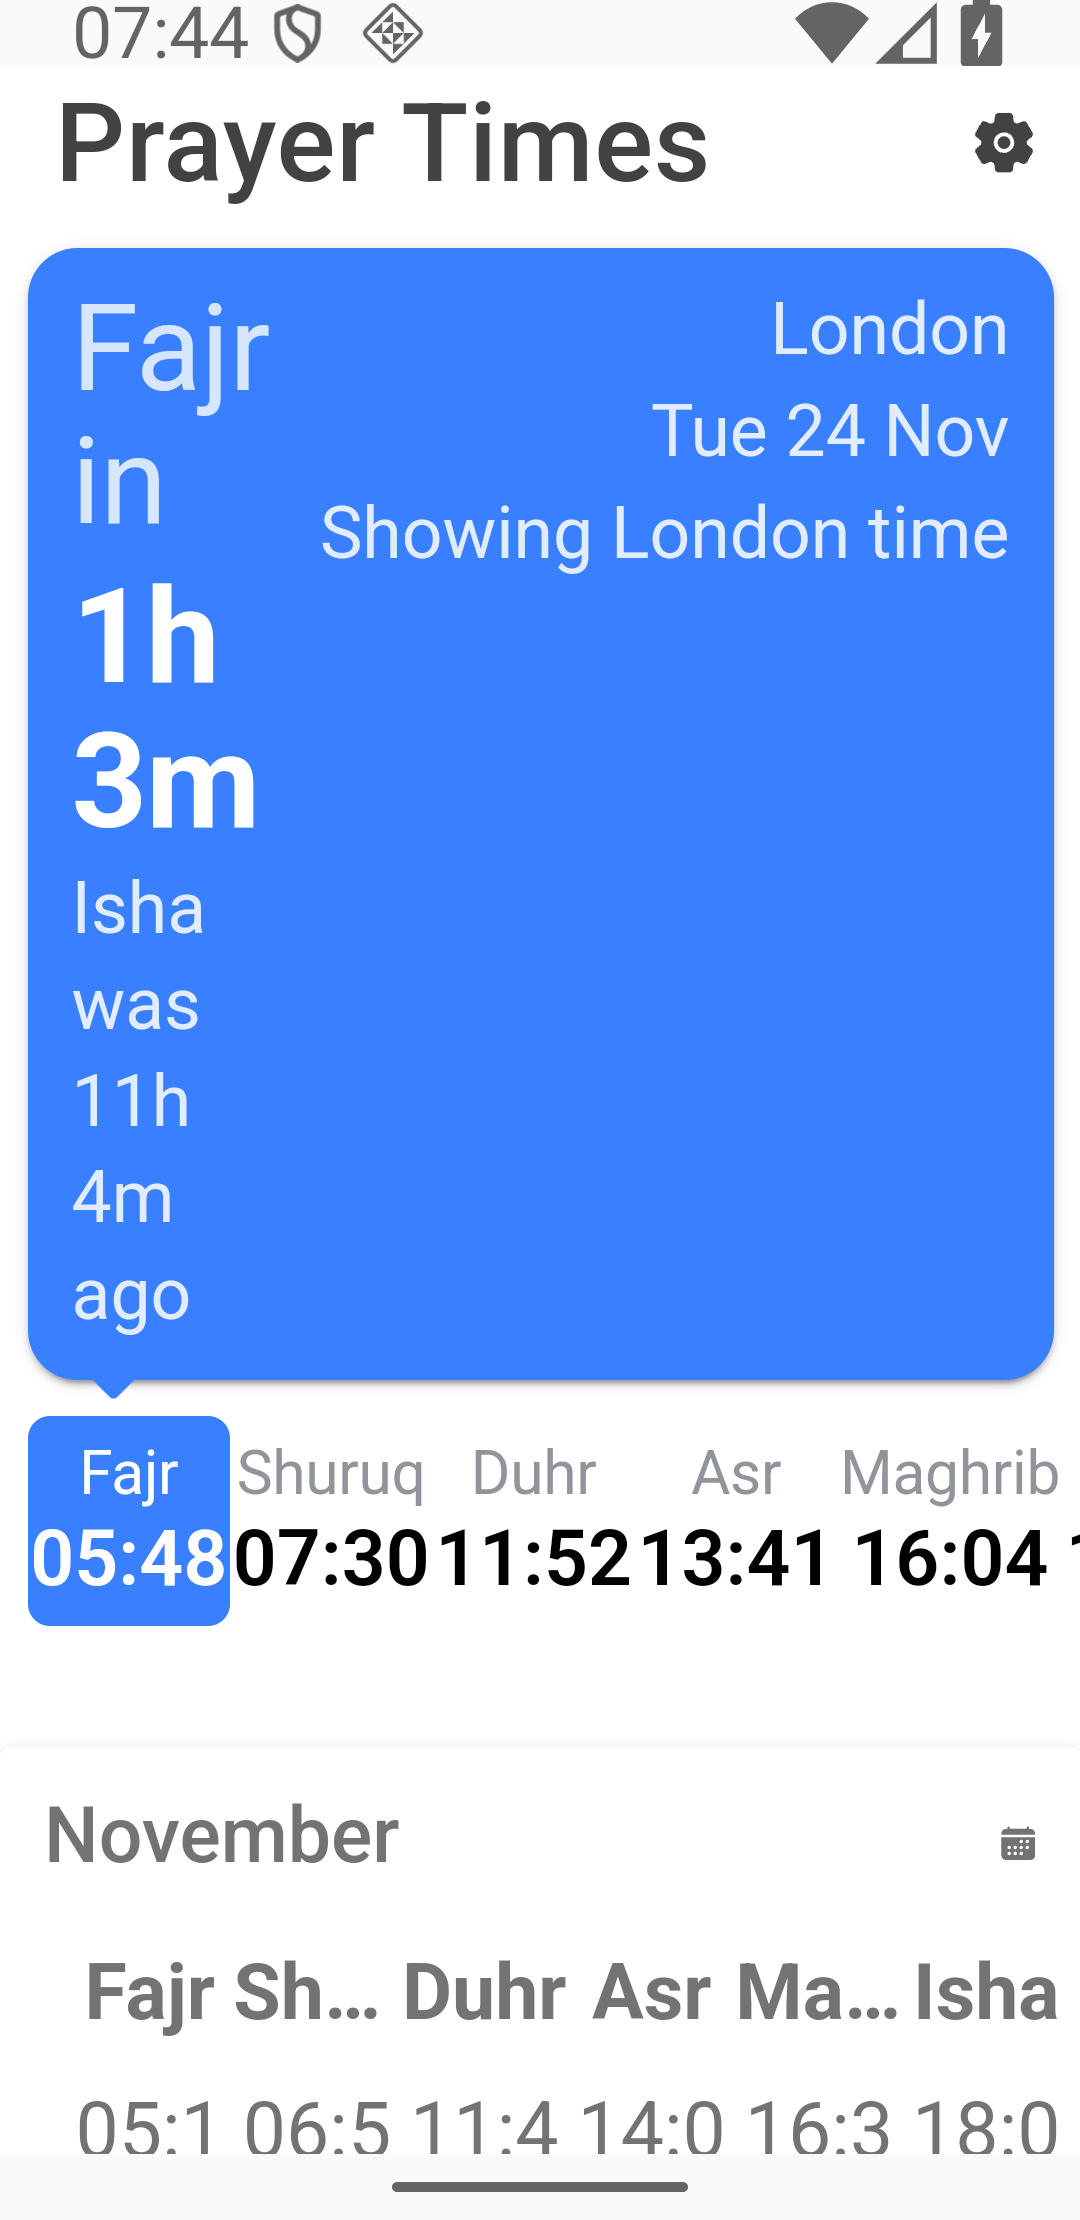 07:44
Prayer Times
Fajr
in
1h
3m
Isha
was
11h
4m
ago
London
Tue 24 Nov
Showing London time
Fajr Shuruq Duhr Asr Maghrib
05:48 07:30 11:52 13:41 16:04
November
Fajr Sh... Duhr Asr Ma... Isha
05:1 06:5 11:4 14:0 16:3 18:0